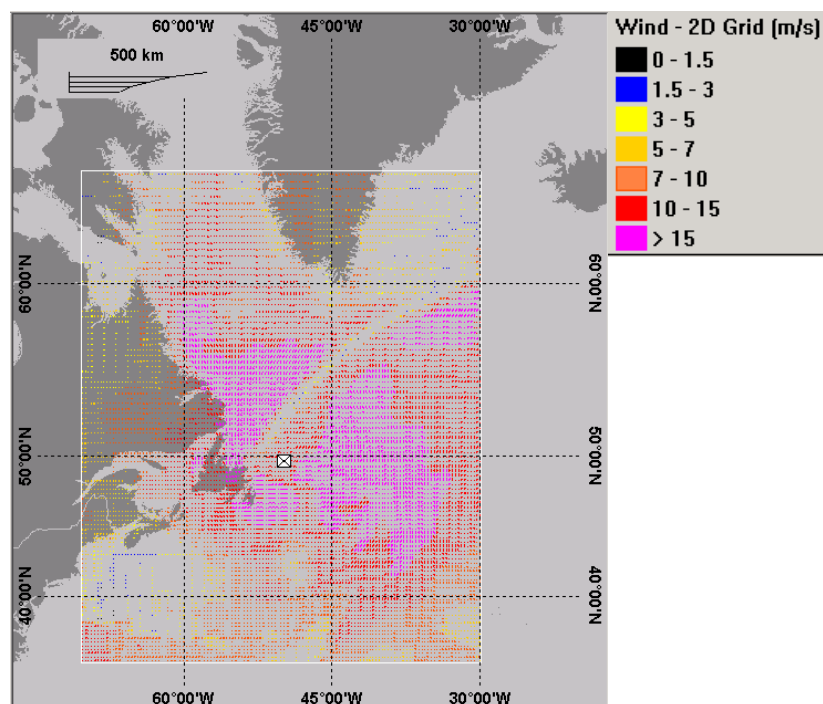 60°00'W 45°00'W 30°00'W
500 km
60°00'N 60°00'N
50°00'N 50°00'N
40°00'N 40°00'N
60°00'W 45°00'W 30°00'W
Wind - 2D Grid (m/s)
0 - 1.5
1.5 - 3
3 - 5
5 - 7
7 - 10
10 - 15
> 15